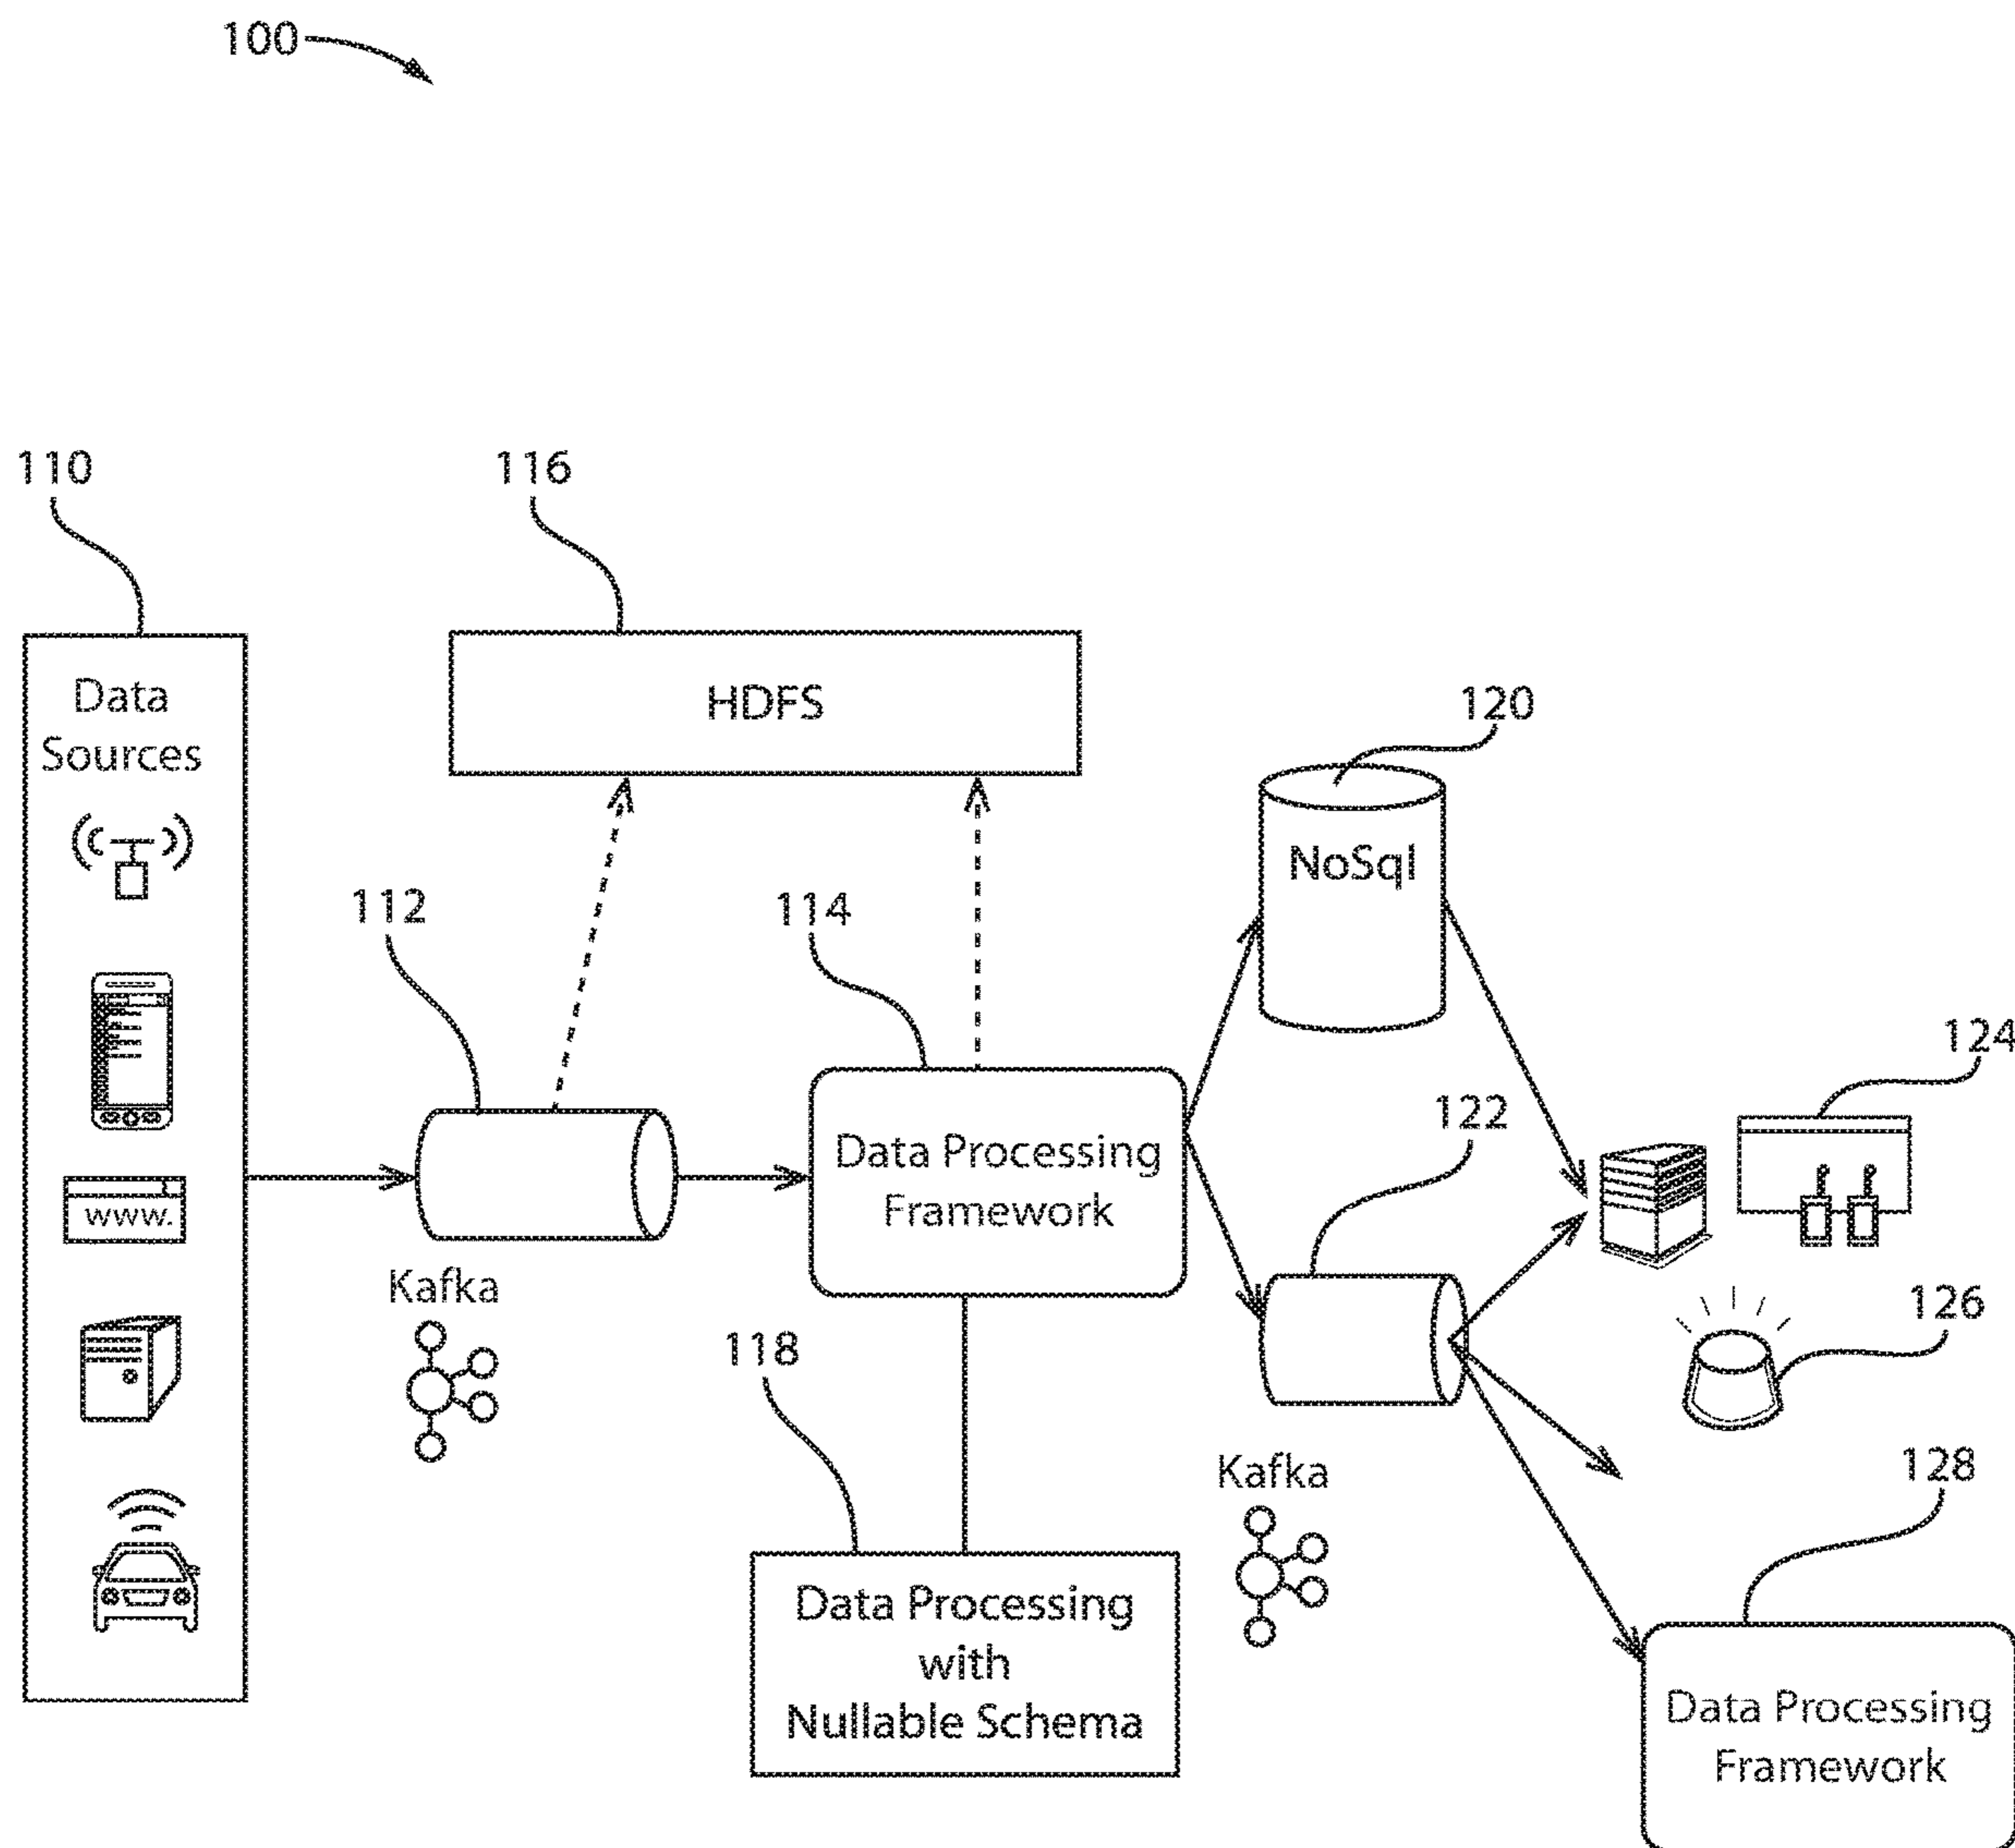 100
110
116
Data
Sources
HDFS
120
NoSql
112
114
124
122
Data Processing
Framework
www.
Kafka
126
118
Kafka
128
Data Processing
with
Nullable Schema
Data Processing
Framework